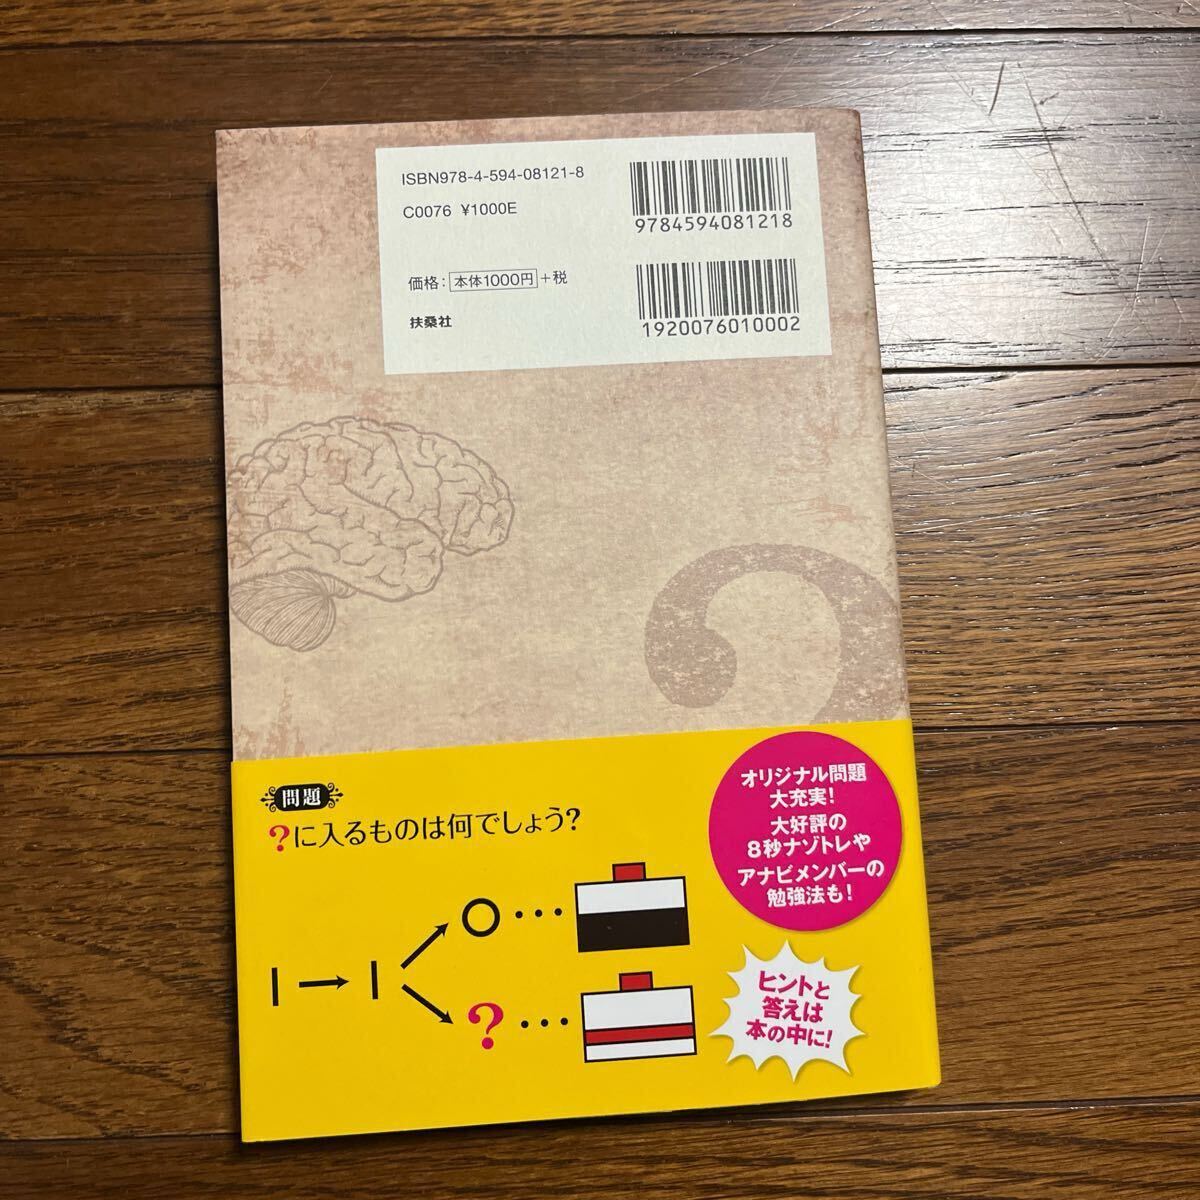 ISBN978-4-594-08121-8
C0076 ¥1000E
9784594081218
価格：本体1000円＋税
扶桑社
1920076010002
問題
?に入るものは何でしょう?
?
オリジナル問題
大充実!
大好評の
8秒ナゾトレや
アナビメンバーの
勉強法も!
ヒントと
答えは
本の中に!